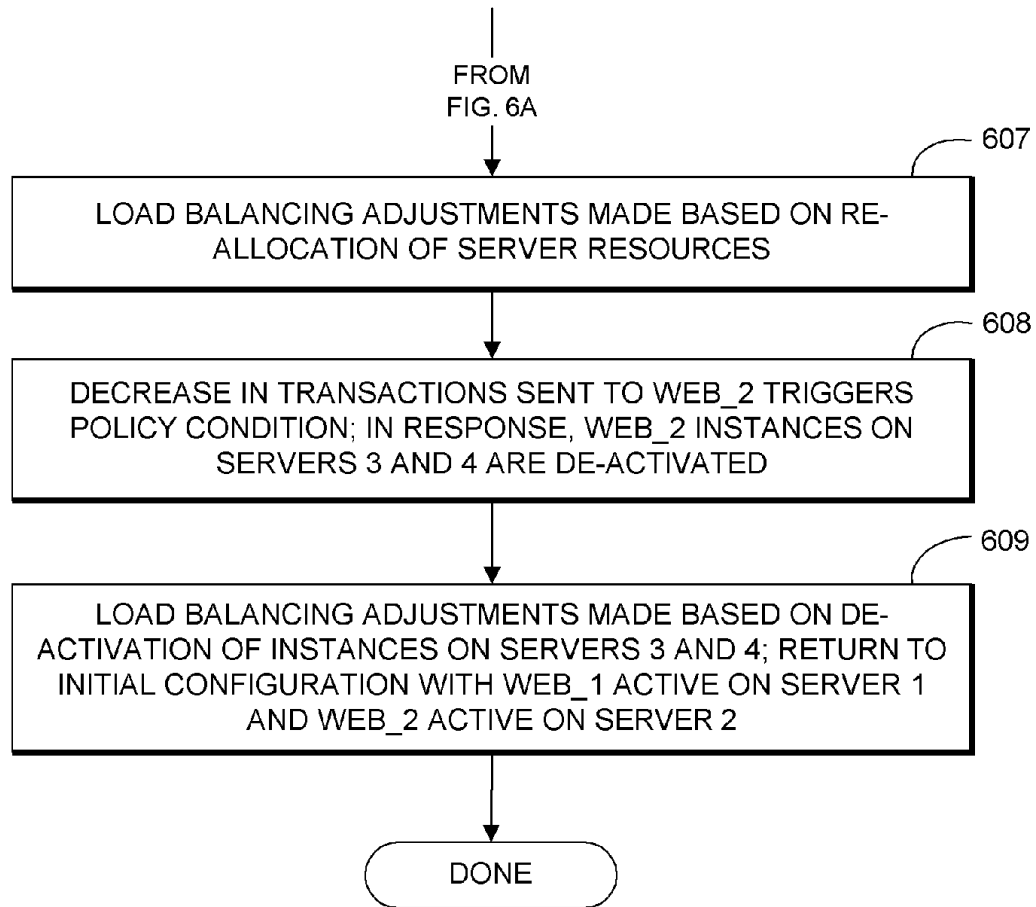 FROM
FIG. 6A
607
LOAD BALANCING ADJUSTMENTS MADE BASED ON RE-
ALLOCATION OF SERVER RESOURCES
608
DECREASE IN TRANSACTIONS SENT TO WEB_2 TRIGGERS
POLICY CONDITION; IN RESPONSE, WEB_2 INSTANCES ON
SERVERS 3 AND 4 ARE DE-ACTIVATED
609
LOAD BALANCING ADJUSTMENTS MADE BASED ON DE-
ACTIVATION OF INSTANCES ON SERVERS 3 AND 4; RETURN TO
INITIAL CONFIGURATION WITH WEB_1 ACTIVE ON SERVER 1
AND WEB_2 ACTIVE ON SERVER 2
DONE